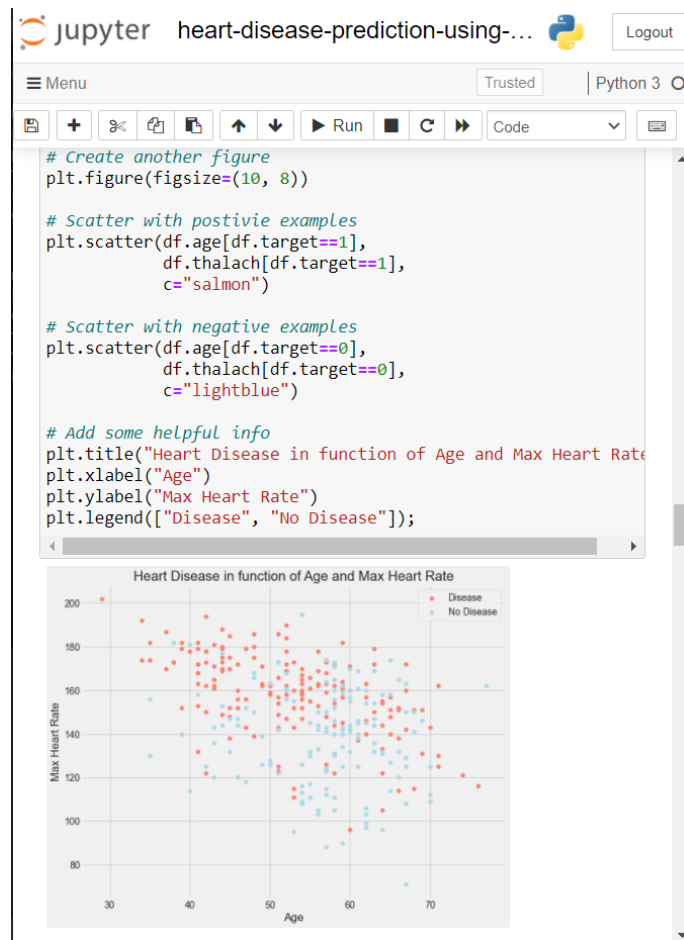 jupyter heart-disease-prediction-using-... Logout
Menu Trusted Python 3
Run Code
# Create another figure
plt.figure(figsize=(10, 8))
# Scatter with postivie examples
plt.scatter(df.age[df.target==1],
df.thalach[df.target==1],
c="salmon")
# Scatter with negative examples
plt.scatter(df.age[df.target==0],
df.thalach[df.target==0],
c="lightblue")
# Add some helpful info
plt.title("Heart Disease in function of Age and Max Heart Rate
plt.xlabel("Age")
plt.ylabel("Max Heart Rate")
plt.legend(["Disease", "No Disease"]);
Heart Disease in function of Age and Max Heart Rate
Disease
No Disease
200
180
160
140
120
100
80
Max Heart Rate
30 40 50 60 70
Age